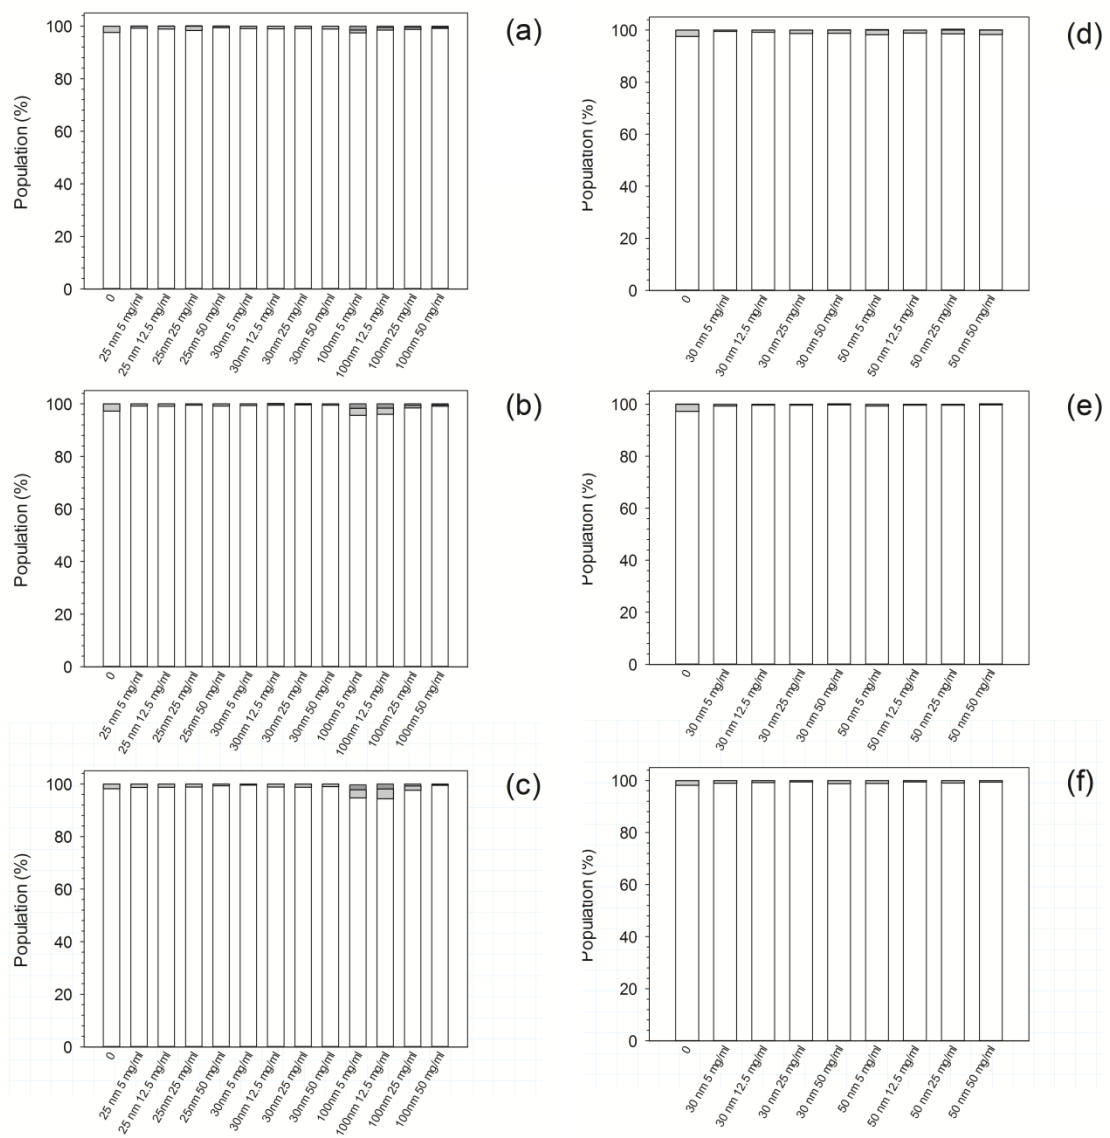 (a)
Population (%)
100
80
60
40
20
0
0
25 nm 5 mg/ml
25 nm 12.5 mg/ml
25nm 25 mg/ml
25nm 50 mg/ml
30nm 5 mg/ml
30nm 12.5 mg/ml
30nm 25 mg/ml
30nm 50 mg/ml
100nm 5 mg/ml
100nm 12.5 mg/ml
100nm 25 mg/ml
100nm 50 mg/ml
(d)
Population (%)
100
80
60
40
20
0
0
30 nm 5 mg/ml
30 nm 12.5 mg/ml
30 nm 25 mg/ml
30 nm 50 mg/ml
50 nm 5 mg/ml
50 nm 12.5 mg/ml
50 nm 25 mg/ml
50 nm 50 mg/ml
(b)
Population (%)
100
80
60
40
20
0
0
25 nm 5 mg/ml
25 nm 12.5 mg/ml
25nm 25 mg/ml
25nm 50 mg/ml
30nm 5 mg/ml
30nm 12.5 mg/ml
30nm 25 mg/ml
30nm 50 mg/ml
100nm 5 mg/ml
100nm 12.5 mg/ml
100nm 25 mg/ml
100nm 50 mg/ml
(e)
Population (%)
100
80
60
40
20
0
0
30 nm 5 mg/ml
30 nm 12.5 mg/ml
30 nm 25 mg/ml
30 nm 50 mg/ml
50 nm 5 mg/ml
50 nm 12.5 mg/ml
50 nm 25 mg/ml
50 nm 50 mg/ml
(c)
Population (%)
100
80
60
40
20
0
0
25 nm 5 mg/ml
25 nm 12.5 mg/ml
25nm 25 mg/ml
25nm 50 mg/ml
30nm 5 mg/ml
30nm 12.5 mg/ml
30nm 25 mg/ml
30nm 50 mg/ml
100nm 5 mg/ml
100nm 12.5 mg/ml
100nm 25 mg/ml
100nm 50 mg/ml
(f)
Population (%)
100
80
60
40
20
0
0
30 nm 5 mg/ml
30 nm 12.5 mg/ml
30 nm 25 mg/ml
30 nm 50 mg/ml
50 nm 5 mg/ml
50 nm 12.5 mg/ml
50 nm 25 mg/ml
50 nm 50 mg/ml